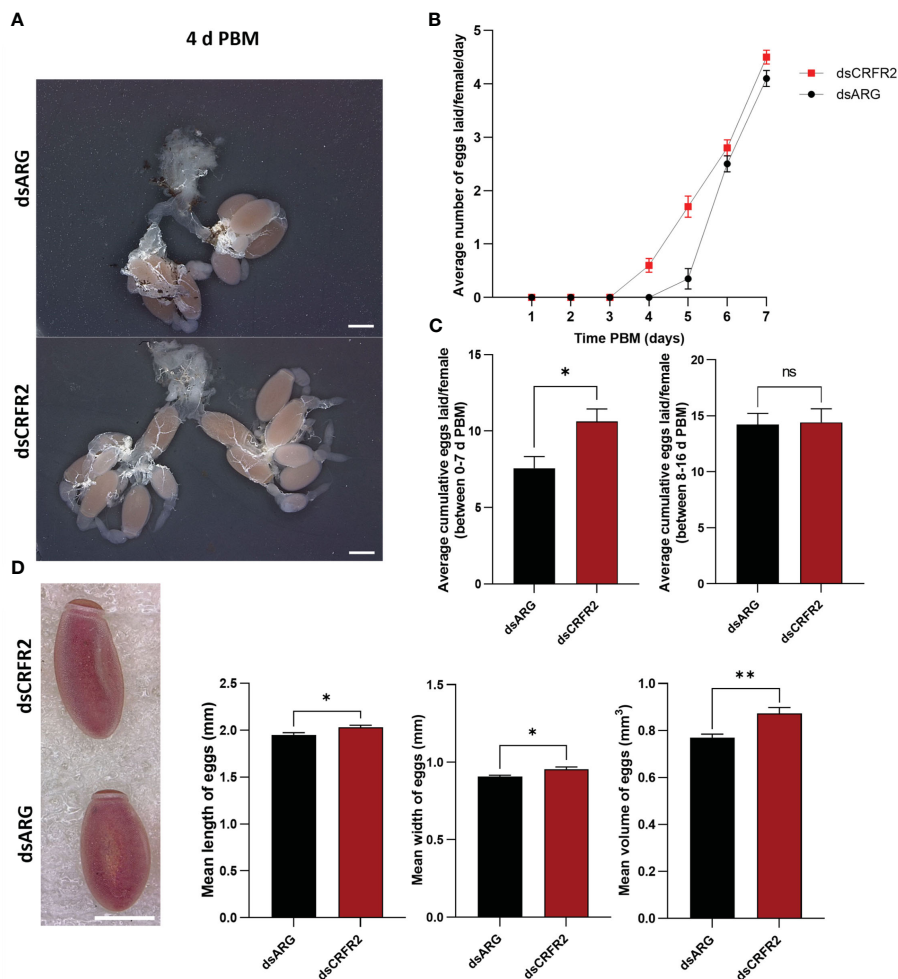 A
4 d PBM
dsARG
dsCRFR2
B
Average number of eggs laid/female/day
5
4
3
2
1
0
1 2 3 4 5 6 7
Time PBM (days)
dsCRFR2
dsARG
C
Average cumulative eggs laid/female
(between 0-7 d PBM)
15
10
5
0
*
dsARG
dsCRFR2
Average cumulative eggs laid/female
(between 8-16 d PBM)
20
15
10
5
0
ns
dsARG
dsCRFR2
D
dsCRFR2
dsARG
Mean length of eggs (mm)
2.5
2.0
1.5
1.0
0.5
0.0
*
dsARG
dsCRFR2
Mean width of eggs (mm)
1.5
1.0
0.5
0.0
*
dsARG
dsCRFR2
Mean volume of eggs (mm³)
1.0
0.8
0.6
0.4
0.2
0.0
**
dsARG
dsCRFR2